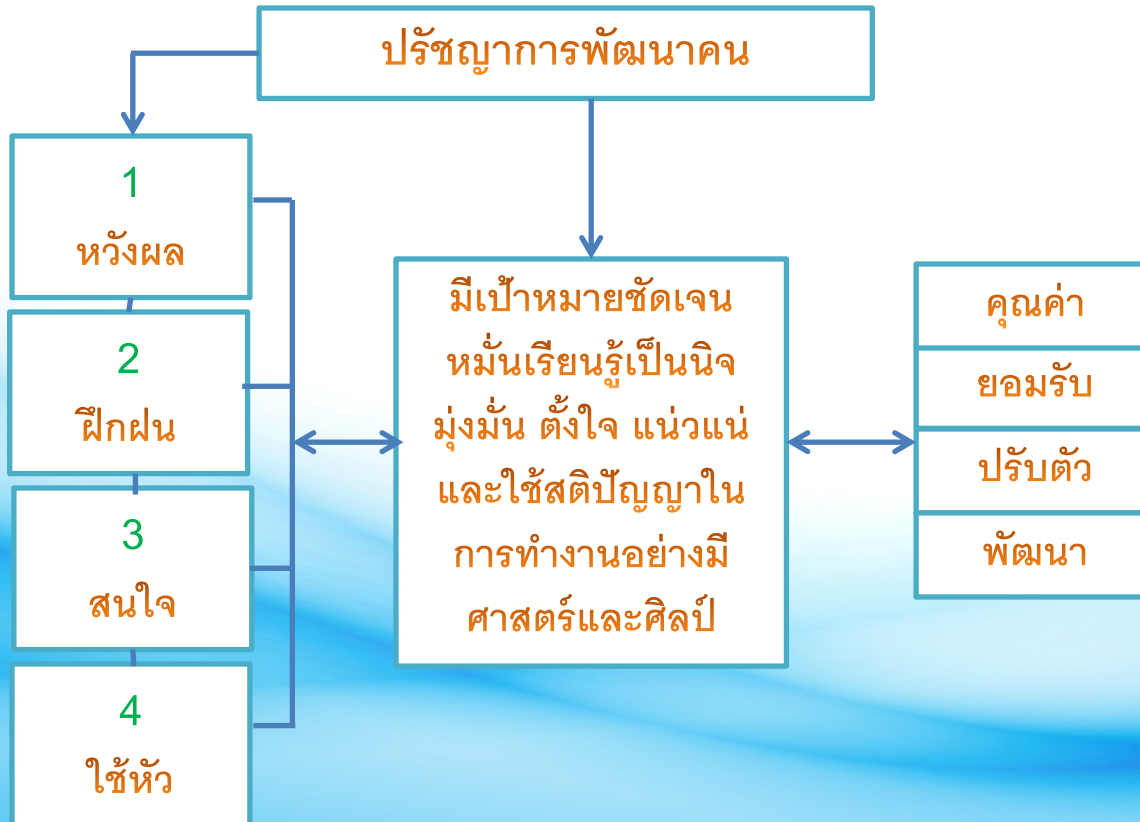 ปรัชญาการพัฒนาคน
1
หวังผล
2
ฝึกฝน
3
สนใจ
4
ใช้หัว
มีเป้าหมายชัดเจน
หมั่นเรียนรู้เป็นนิจ
มุ่งมั่น ตั้งใจ แน่วแน่
และใช้สติปัญญาใน
การทำงานอย่างมี
ศาสตร์และศิลป์
คุณค่า
ยอมรับ
ปรับตัว
พัฒนา